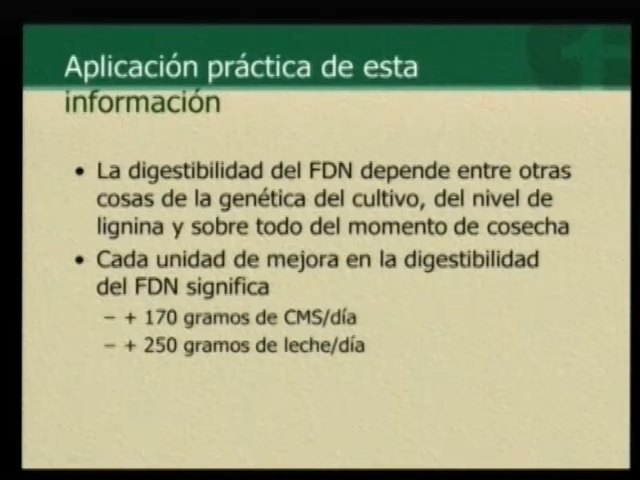 Aplicación práctica de esta
información
• La digestibilidad del FDN depende entre otras
cosas de la genética del cultivo, del nivel de
lignina y sobre todo del momento de cosecha
• Cada unidad de mejora en la digestibilidad
del FDN significa
– + 170 gramos de CMS/día
– + 250 gramos de leche/día